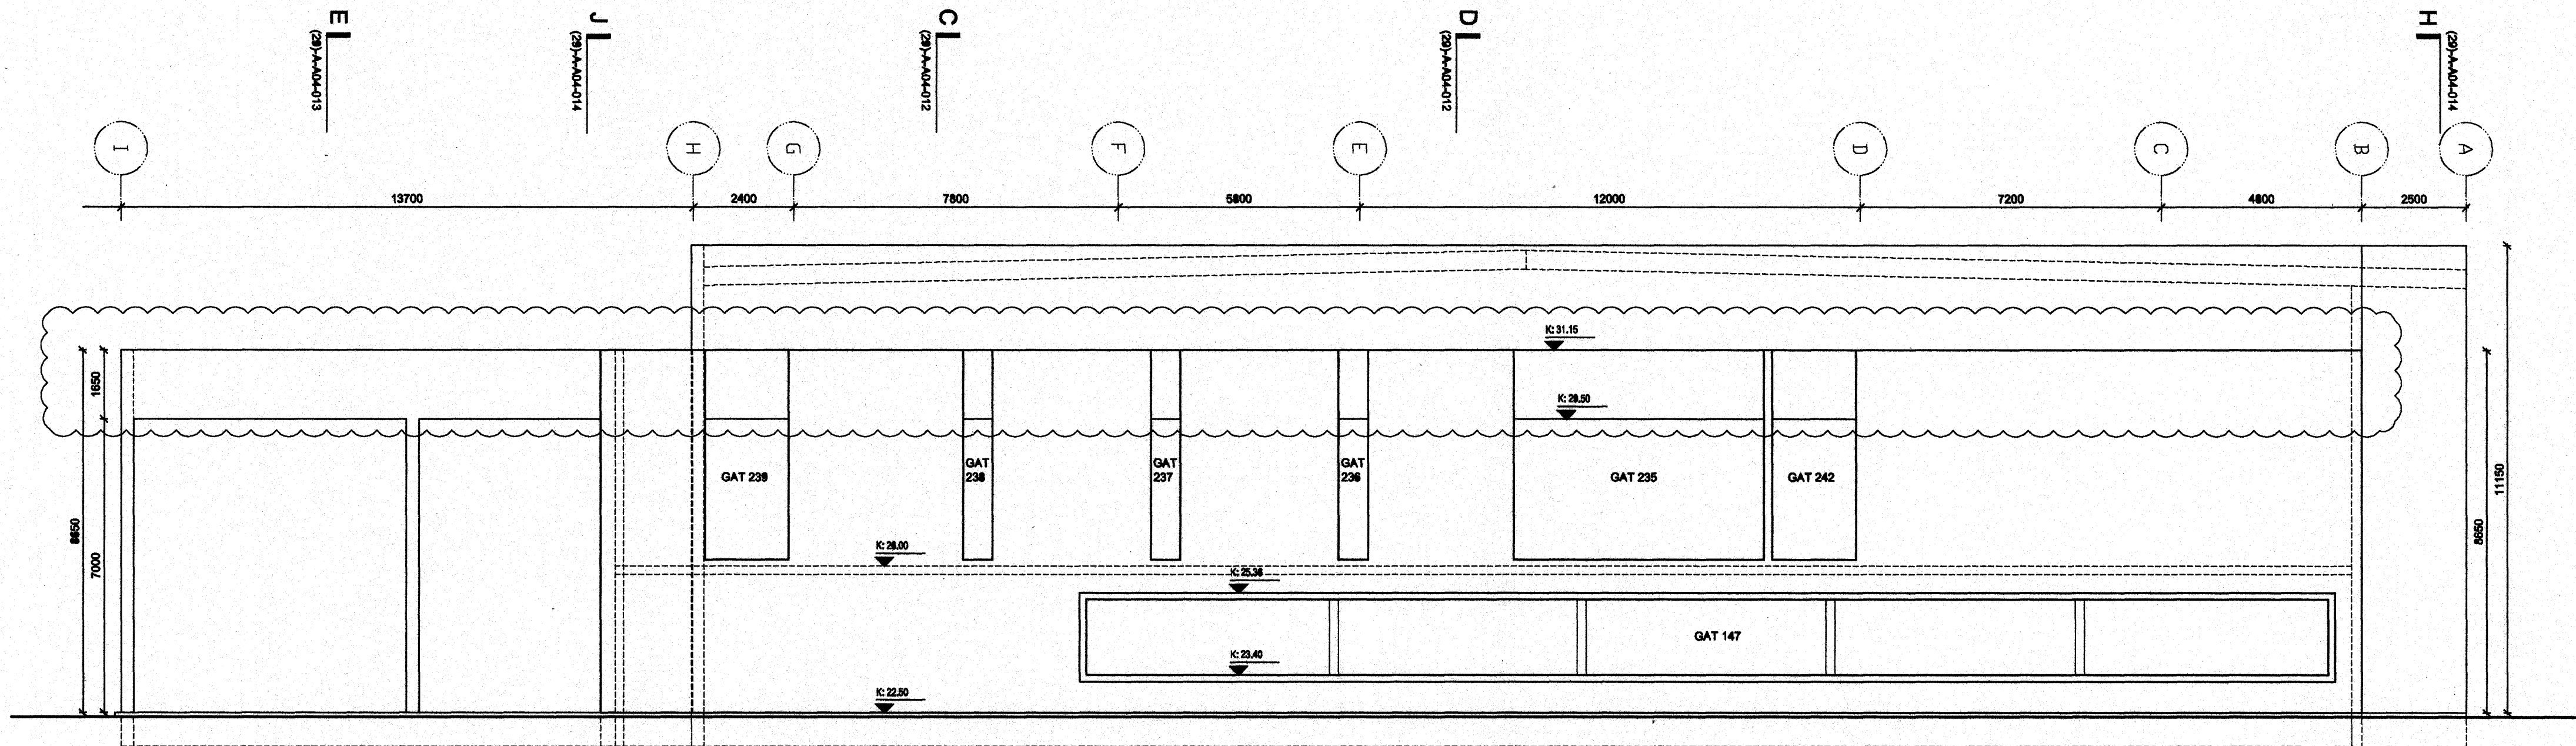 E
(29)-A-A04-013
J
(29)-A-A04-014
C
(29)-A-A04-012
D
(29)-A-A04-012
H
(29)-A-A04-014
I
H
G
F
E
D
C
B
A
13700
2400
7800
5800
12000
7200
4800
2500
K: 31.15
K: 29.50
1650
8650
7000
GAT 239
GAT
238
GAT
237
GAT
236
GAT 235
GAT 242
11150
8650
K: 26.00
K: 25.36
GAT 147
K: 23.40
K: 22.50